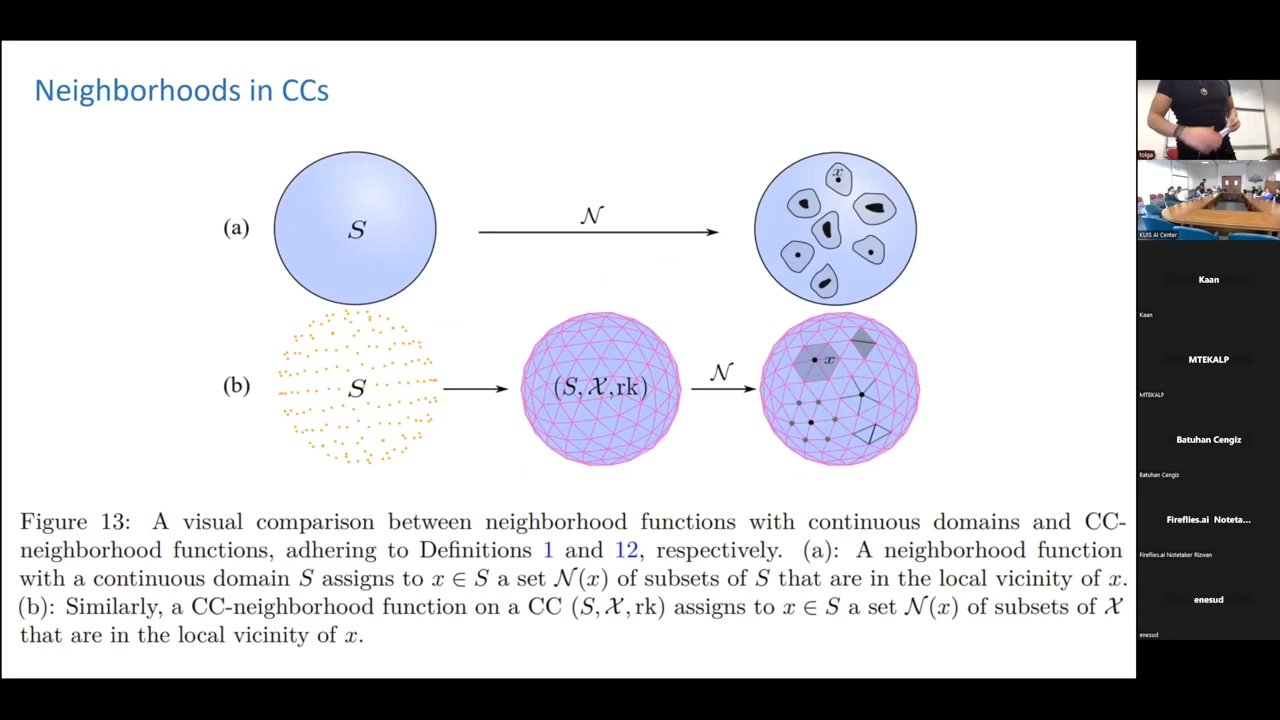 Neighborhoods in CCs
(a)
S
𝒩
x
(b)
S
(S, 𝒳, rk)
𝒩
x
Figure 13: A visual comparison between neighborhood functions with continuous domains and CC-
neighborhood functions, adhering to Definitions 1 and 12, respectively. (a): A neighborhood function
with a continuous domain S assigns to x ∈ S a set 𝒩(x) of subsets of S that are in the local vicinity of x.
(b): Similarly, a CC-neighborhood function on a CC (S, 𝒳, rk) assigns to x ∈ S a set 𝒩(x) of subsets of 𝒳
that are in the local vicinity of x.
tolga
KUIS AI Center
Kaan
Kaan
MTEKALP
MTEKALP
Batuhan Cengiz
Batuhan Cengiz
Fireflies.ai Noteta...
Fireflies.ai Notetaker Rizwan
enesud
enesud